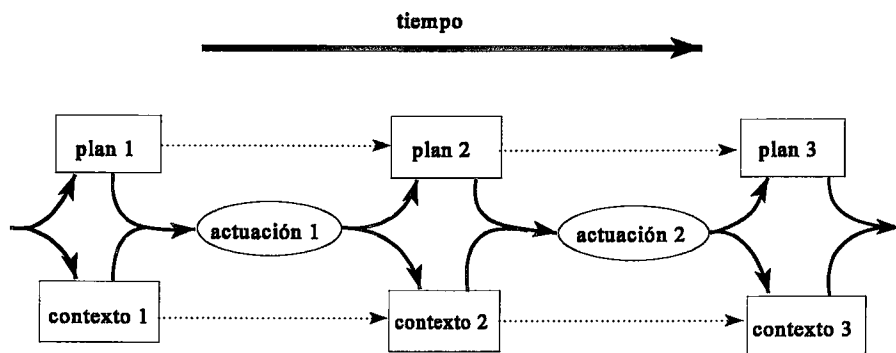 tiempo
plan 1
plan 2
plan 3
actuación 1
actuación 2
contexto 1
contexto 2
contexto 3